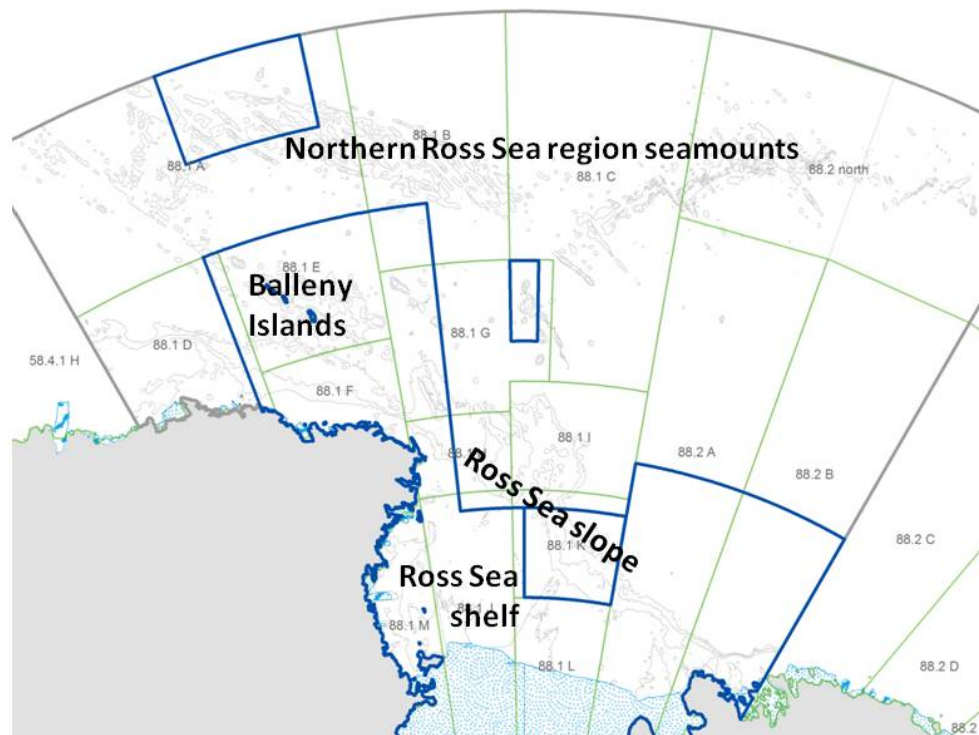 88.1 B
Northern Ross Sea region seamounts
88.1 A
88.1 C
88.2 north
88.1 E
Balleny
Islands
88.1 G
88.1 D
58.4.1 H
88.1 F
88.1 I
88.2 A
88.2 B
Ross Sea slope
88.1 K
88.2 C
Ross Sea
shelf
88.1 M
88.1 L
88.2 D
88.2